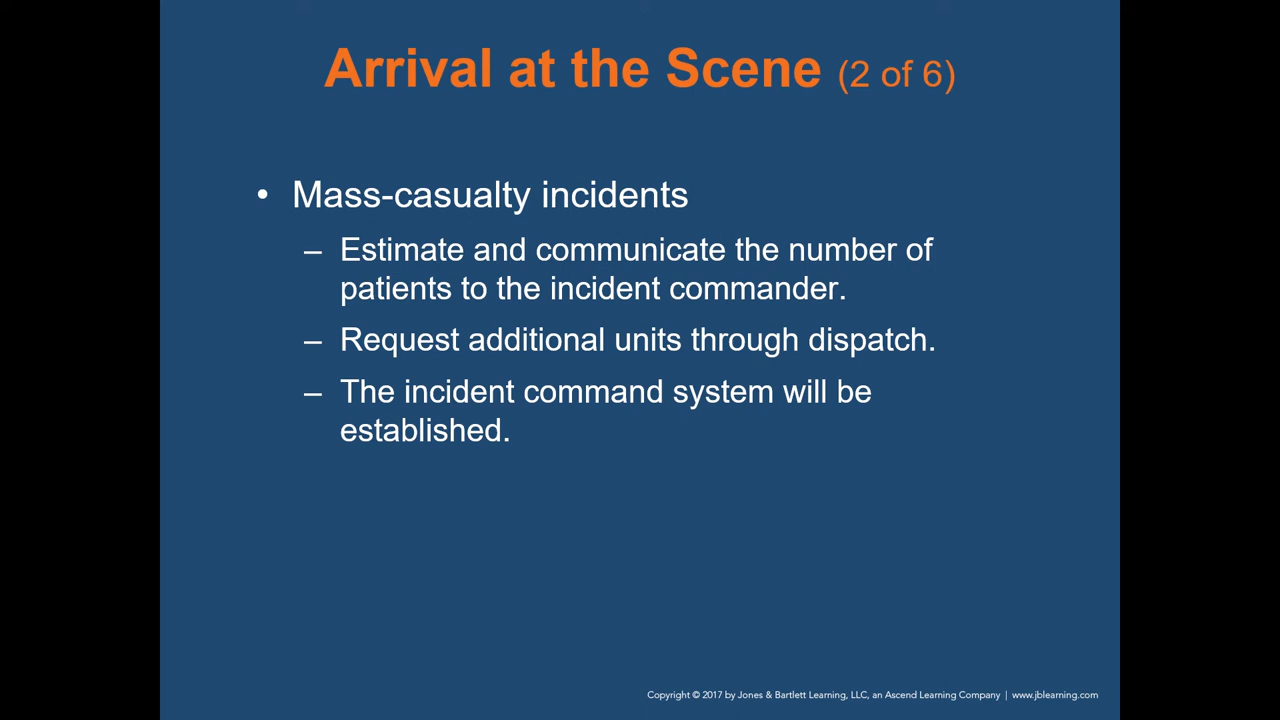 Arrival at the Scene (2 of 6)
• Mass-casualty incidents
– Estimate and communicate the number of
patients to the incident commander.
– Request additional units through dispatch.
– The incident command system will be
established.
Copyright © 2017 by Jones & Bartlett Learning, LLC, an Ascend Learning Company | www.jblearning.com